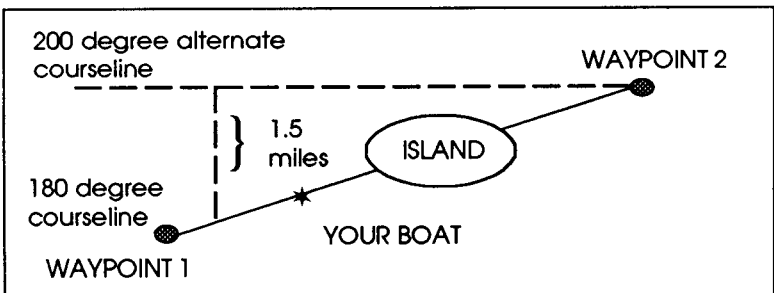 200 degree alternate
courseline
WAYPOINT 2
1.5
miles
ISLAND
180 degree
courseline
YOUR BOAT
WAYPOINT 1